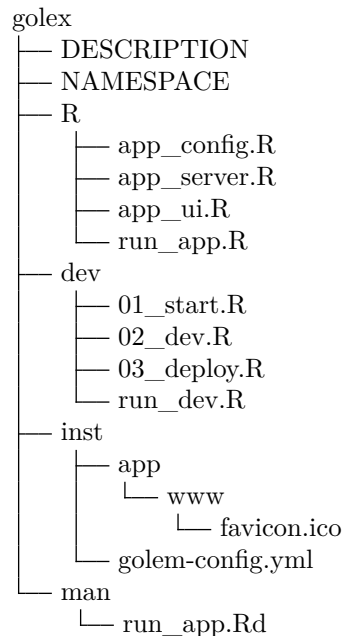 golex
DESCRIPTION
NAMESPACE
R
app_config.R
app_server.R
app_ui.R
run_app.R
dev
01_start.R
02_dev.R
03_deploy.R
run_dev.R
inst
app
www
favicon.ico
golem-config.yml
man
run_app.Rd